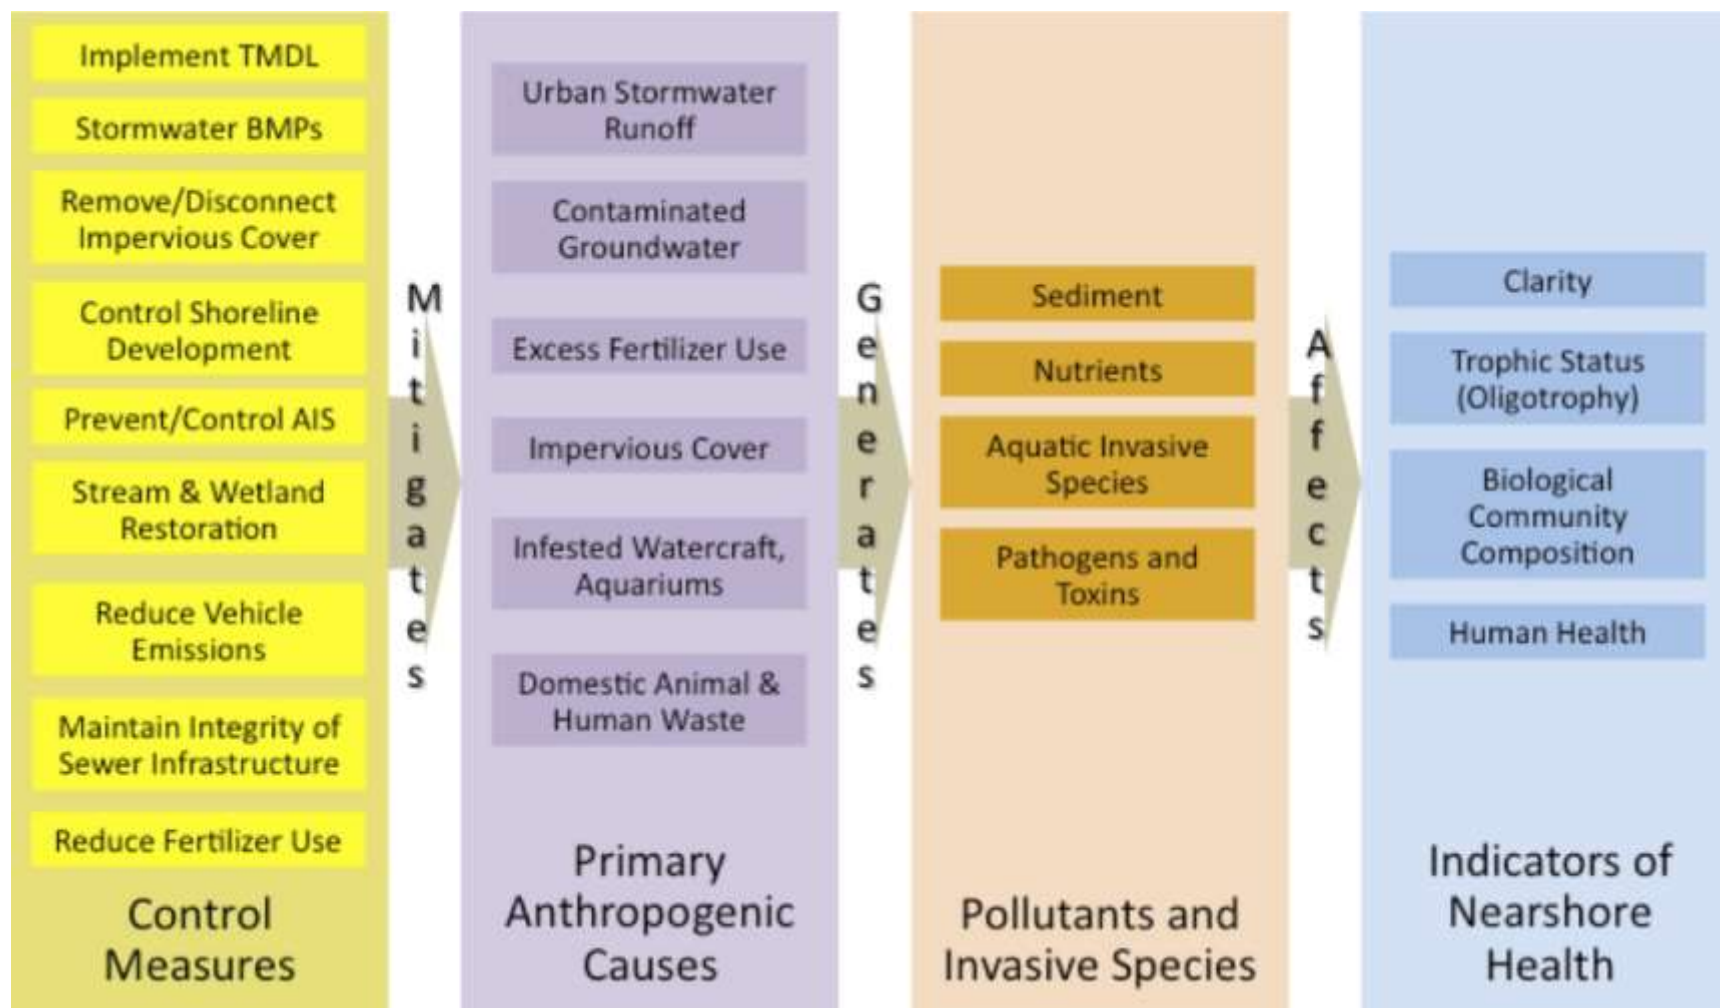 Implement TMDL
Stormwater BMPs
Remove/Disconnect
Impervious Cover
Control Shoreline
Development
Prevent/Control AIS
Stream & Wetland
Restoration
Reduce Vehicle
Emissions
Maintain Integrity of
Sewer Infrastructure
Reduce Fertilizer Use
Control
Measures
Mitigates
Urban Stormwater
Runoff
Contaminated
Groundwater
Excess Fertilizer Use
Impervious Cover
Infested Watercraft,
Aquariums
Domestic Animal &
Human Waste
Primary
Anthropogenic
Causes
Generates
Sediment
Nutrients
Aquatic Invasive
Species
Pathogens and
Toxins
Pollutants and
Invasive Species
Affects
Clarity
Trophic Status
(Oligotrophy)
Biological
Community
Composition
Human Health
Indicators of
Nearshore
Health